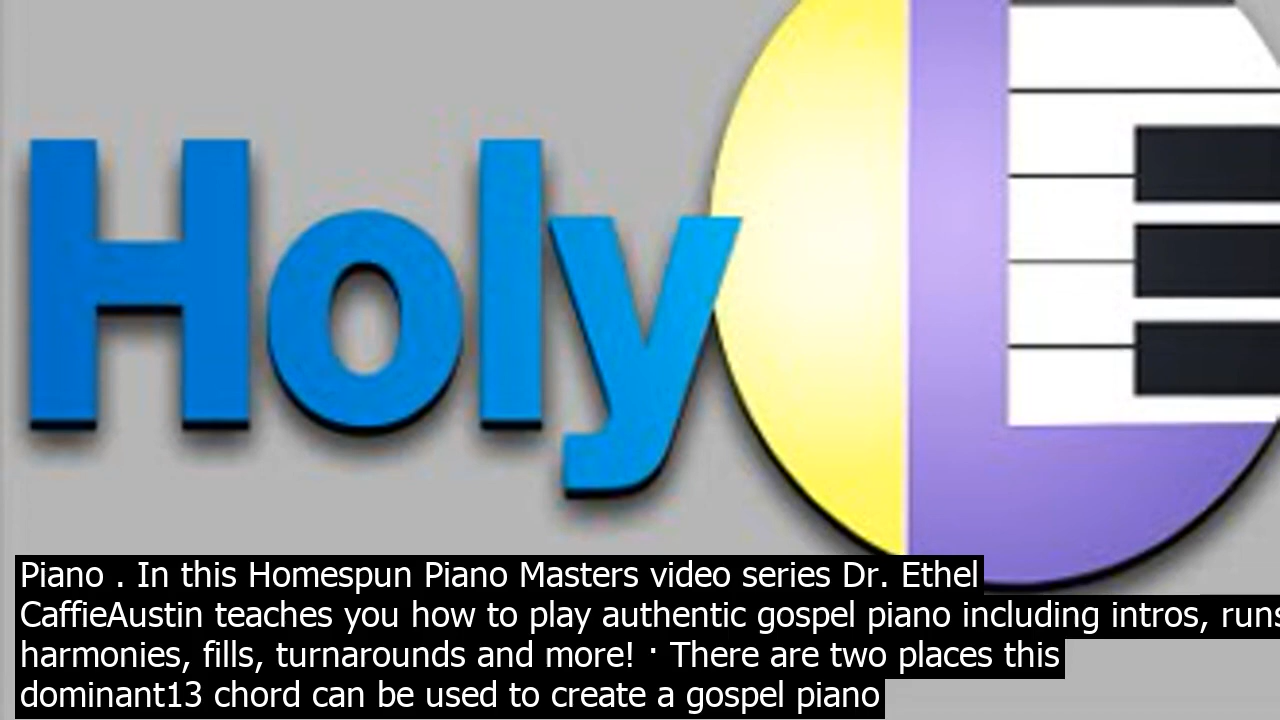 Holy
Piano . In this Homespun Piano Masters video series Dr. Ethel
CaffieAustin teaches you how to play authentic gospel piano including intros, runs
harmonies, fills, turnarounds and more! · There are two places this
dominant13 chord can be used to create a gospel piano